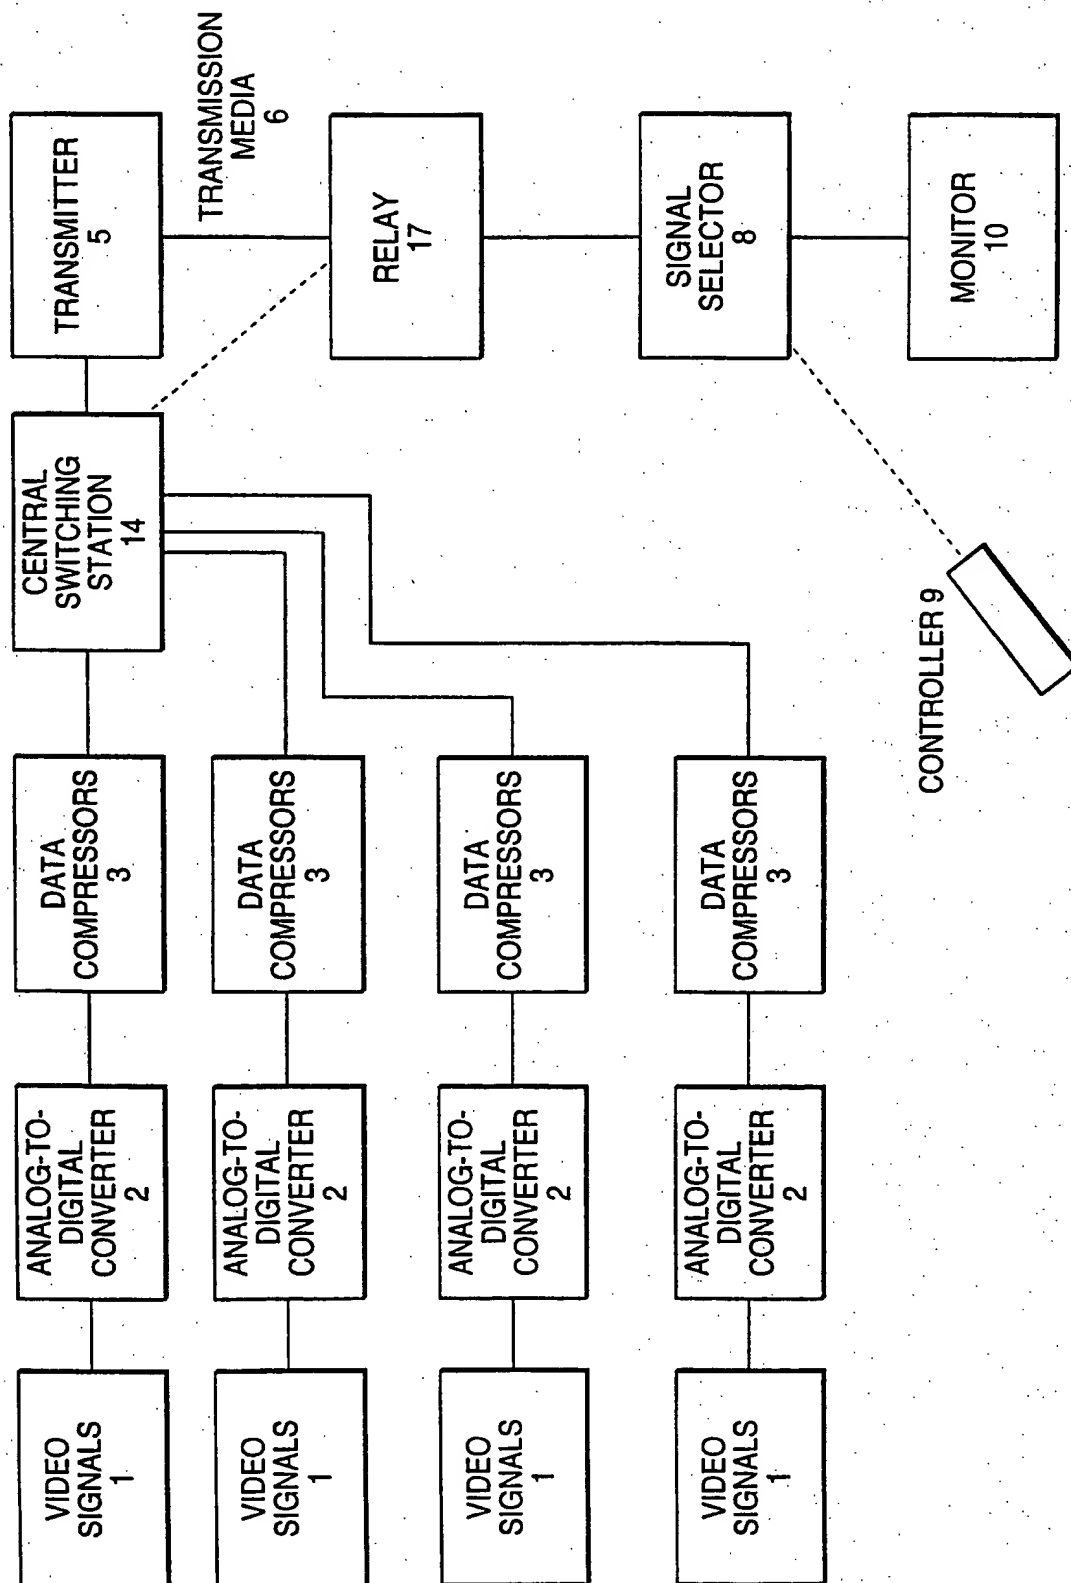 VIDEO
SIGNALS
1
ANALOG-TO-
DIGITAL
CONVERTER
2
DATA
COMPRESSORS
3
CENTRAL
SWITCHING
STATION
14
TRANSMITTER
5
VIDEO
SIGNALS
1
ANALOG-TO-
DIGITAL
CONVERTER
2
DATA
COMPRESSORS
3
TRANSMISSION
MEDIA
6
VIDEO
SIGNALS
1
ANALOG-TO-
DIGITAL
CONVERTER
2
DATA
COMPRESSORS
3
RELAY
17
VIDEO
SIGNALS
1
ANALOG-TO-
DIGITAL
CONVERTER
2
DATA
COMPRESSORS
3
SIGNAL
SELECTOR
8
CONTROLLER 9
MONITOR
10